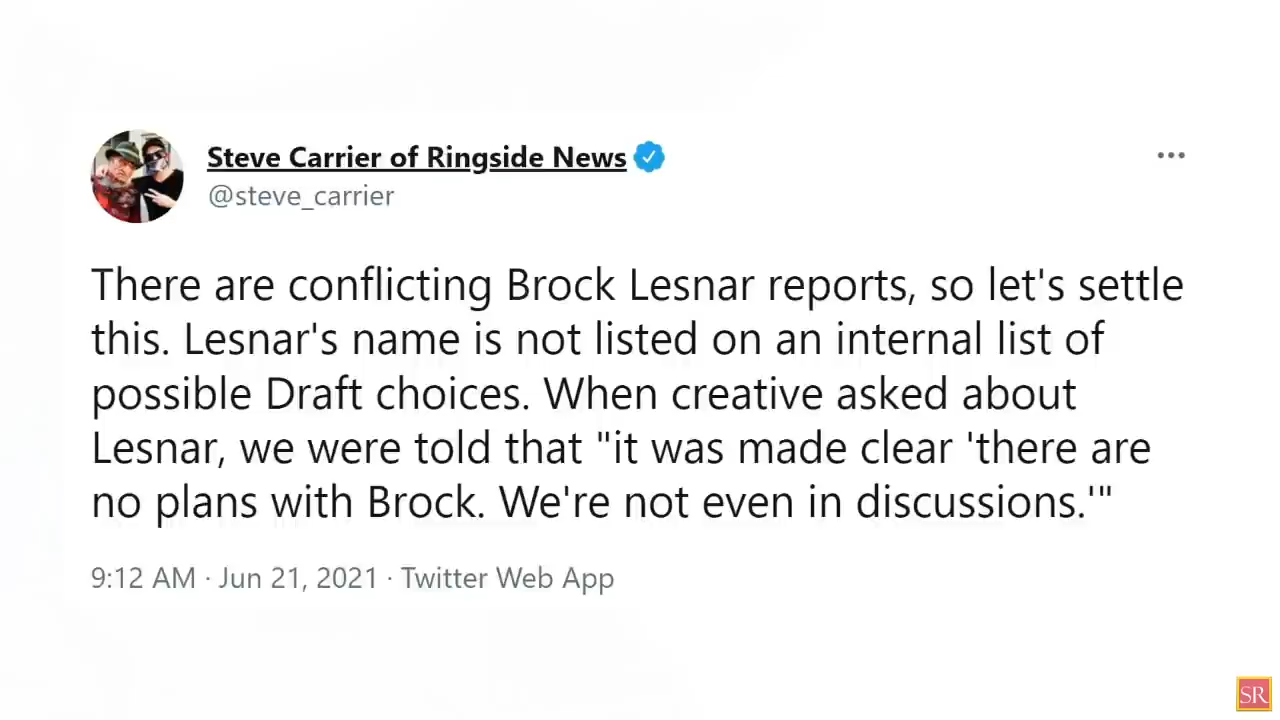 Steve Carrier of Ringside News
@steve_carrier
There are conflicting Brock Lesnar reports, so let's settle
this. Lesnar's name is not listed on an internal list of
possible Draft choices. When creative asked about
Lesnar, we were told that "it was made clear 'there are
no plans with Brock. We're not even in discussions.'"
9:12 AM · Jun 21, 2021 · Twitter Web App
SR